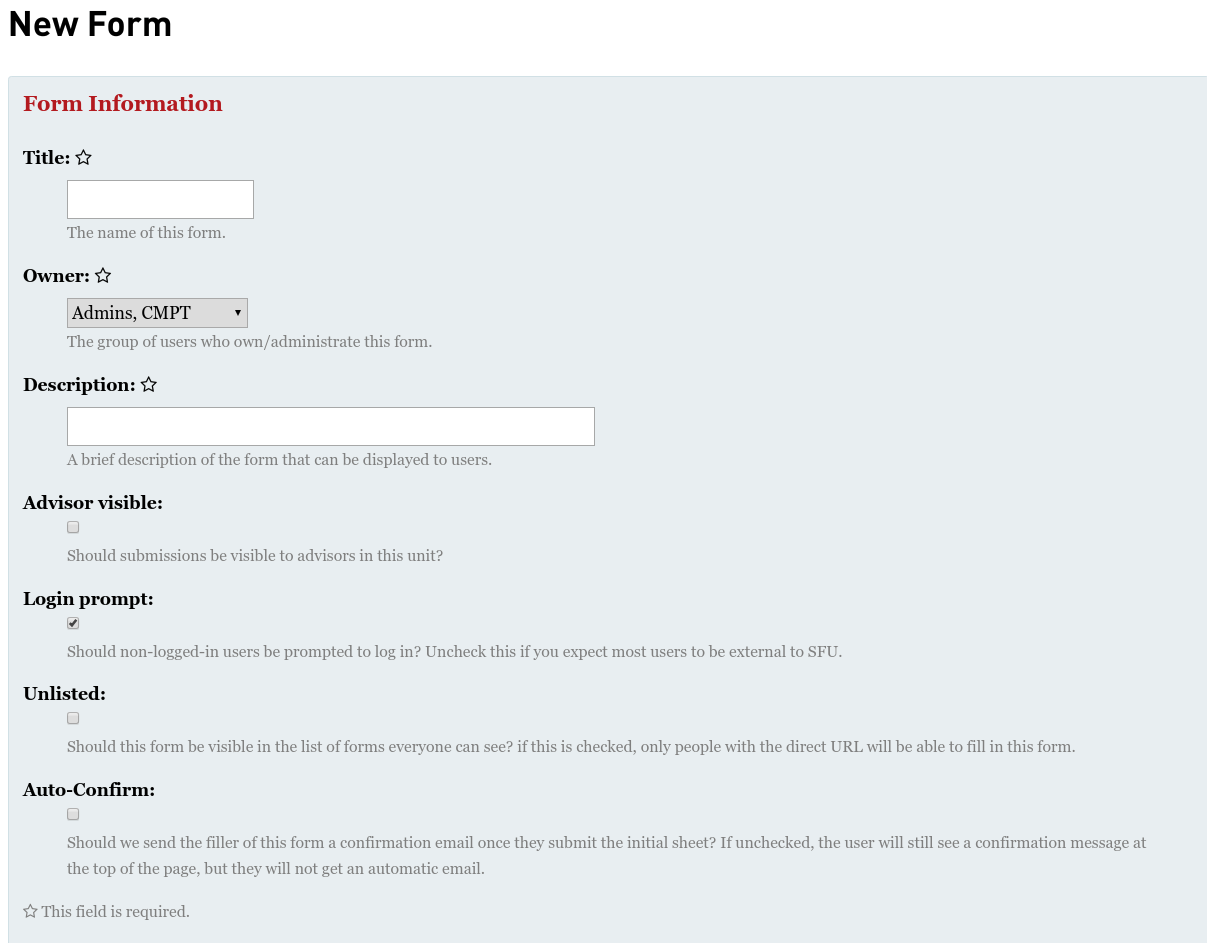 New Form
Form Information
Title: ☆
The name of this form.
Owner: ☆
Admins, CMPT
The group of users who own/administrate this form.
Description: ☆
A brief description of the form that can be displayed to users.
Advisor visible:
Should submissions be visible to advisors in this unit?
Login prompt:
Should non-logged-in users be prompted to log in? Uncheck this if you expect most users to be external to SFU.
Unlisted:
Should this form be visible in the list of forms everyone can see? if this is checked, only people with the direct URL will be able to fill in this form.
Auto-Confirm:
Should we send the filler of this form a confirmation email once they submit the initial sheet? If unchecked, the user will still see a confirmation message at
the top of the page, but they will not get an automatic email.
☆ This field is required.